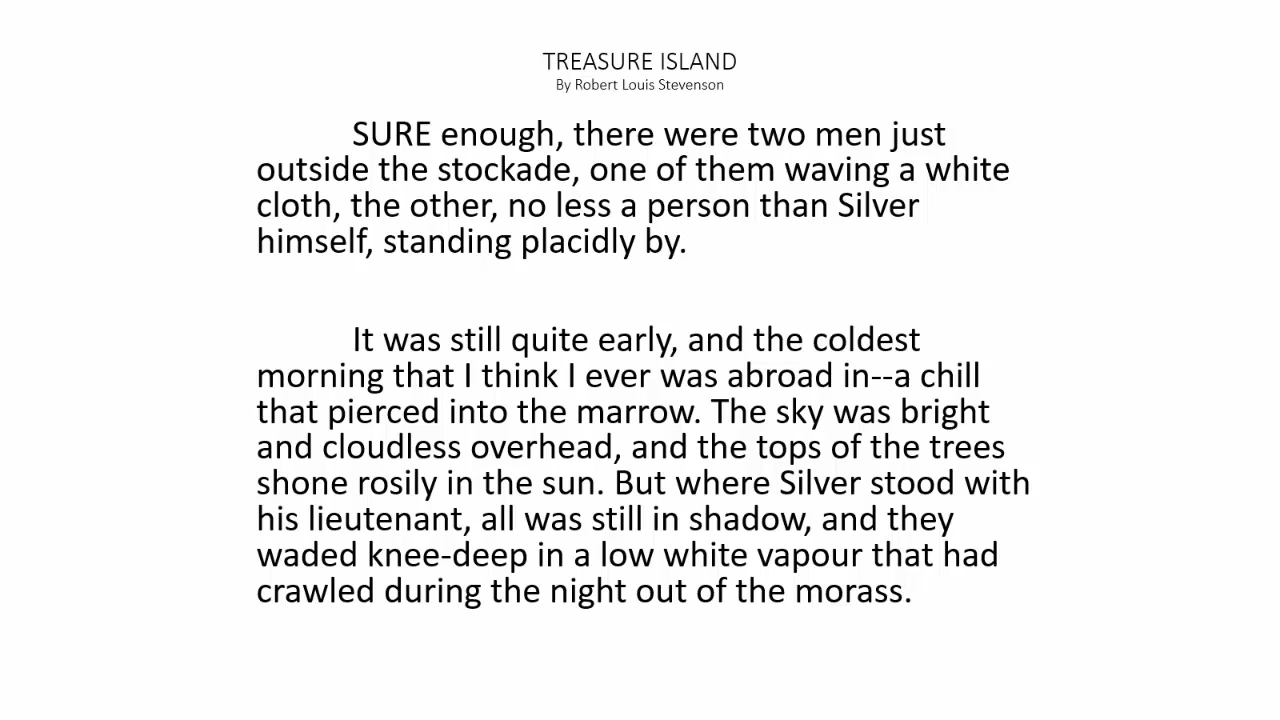 TREASURE ISLAND
By Robert Louis Stevenson
SURE enough, there were two men just
outside the stockade, one of them waving a white
cloth, the other, no less a person than Silver
himself, standing placidly by.
It was still quite early, and the coldest
morning that I think I ever was abroad in--a chill
that pierced into the marrow. The sky was bright
and cloudless overhead, and the tops of the trees
shone rosily in the sun. But where Silver stood with
his lieutenant, all was still in shadow, and they
waded knee-deep in a low white vapour that had
crawled during the night out of the morass.